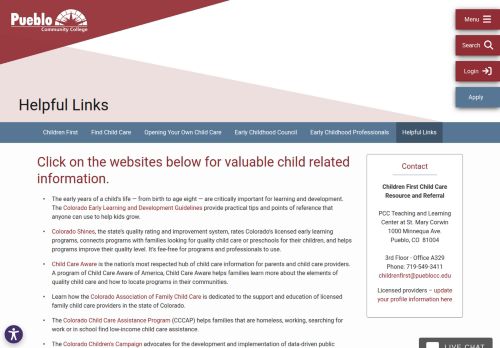 Pueblo
Community College
Menu
Search
Login
Apply
Helpful Links
Children First
Find Child Care
Opening Your Own Child Care
Early Childhood Council
Early Childhood Professionals
Helpful Links
Click on the websites below for valuable child related
information.
The early years of a child's life — from birth to age eight — are critically important for learning and development.
The Colorado Early Learning and Development Guidelines provide practical tips and points of reference that
anyone can use to help kids grow.
Colorado Shines, the state's quality rating and improvement system, rates Colorado's licensed early learning
programs, connects programs with families looking for quality child care or preschools for their children, and helps
programs improve their quality level. It's fee-free for programs and professionals to use.
Child Care Aware is the nation's most respected hub of child care information for parents and child care providers.
A program of Child Care Aware of America, Child Care Aware helps families learn more about the elements of
quality child care and how to locate programs in their communities.
Learn how the Colorado Association of Family Child Care is dedicated to the support and education of licensed
family child care providers in the state of Colorado.
The Colorado Child Care Assistance Program (CCCAP) helps families that are homeless, working, searching for
work or in school find low-income child care assistance.
The Colorado Children's Campaign advocates for the development and implementation of data-driven public
Contact
Children First Child Care
Resource and Referral
PCC Teaching and Learning
Center at St. Mary Corwin
1000 Minnequa Ave.
Pueblo, CO 81004
3rd Floor - Office A329
Phone: 719-549-3411
childrenfirst@pueblocc.edu
Licensed providers – update
your profile information here
LIVE CHAT